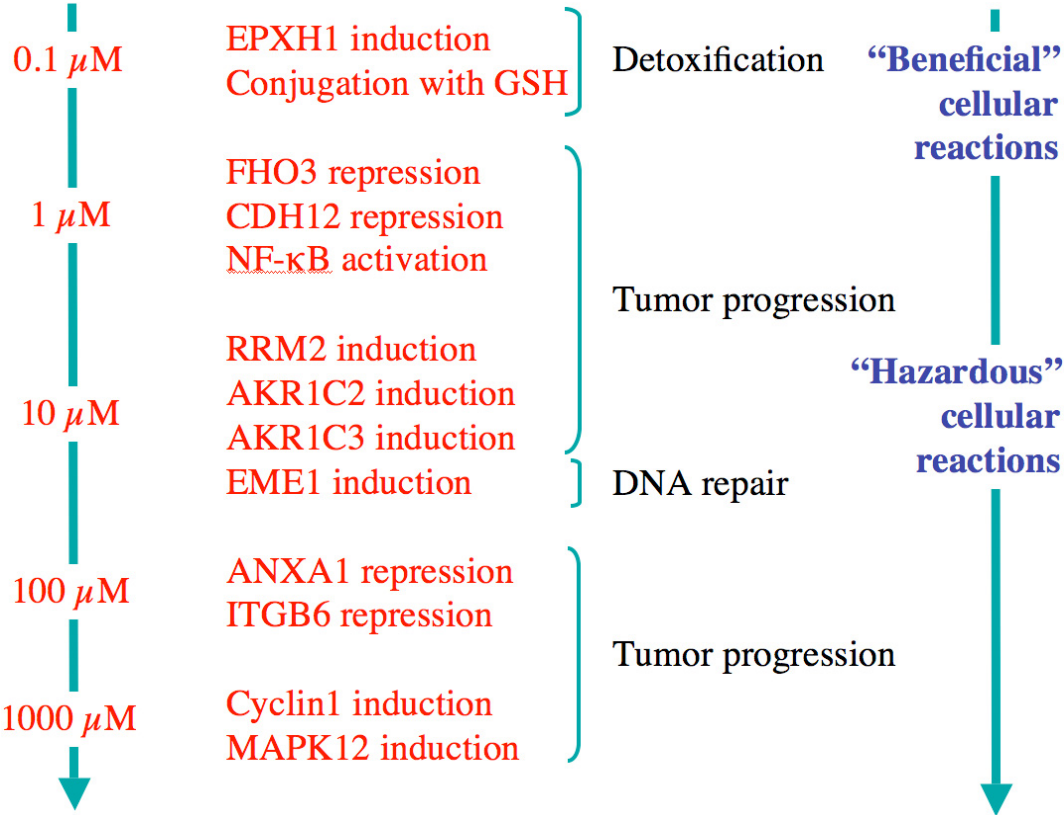 0.1 µM
EPXH1 induction
Conjugation with GSH
Detoxification
“Beneficial”
cellular
reactions
1 µM
FHO3 repression
CDH12 repression
NF-κB activation
Tumor progression
10 µM
RRM2 induction
AKR1C2 induction
AKR1C3 induction
“Hazardous”
cellular
reactions
EME1 induction
DNA repair
100 µM
ANXA1 repression
ITGB6 repression
Tumor progression
1000 µM
Cyclin1 induction
MAPK12 induction